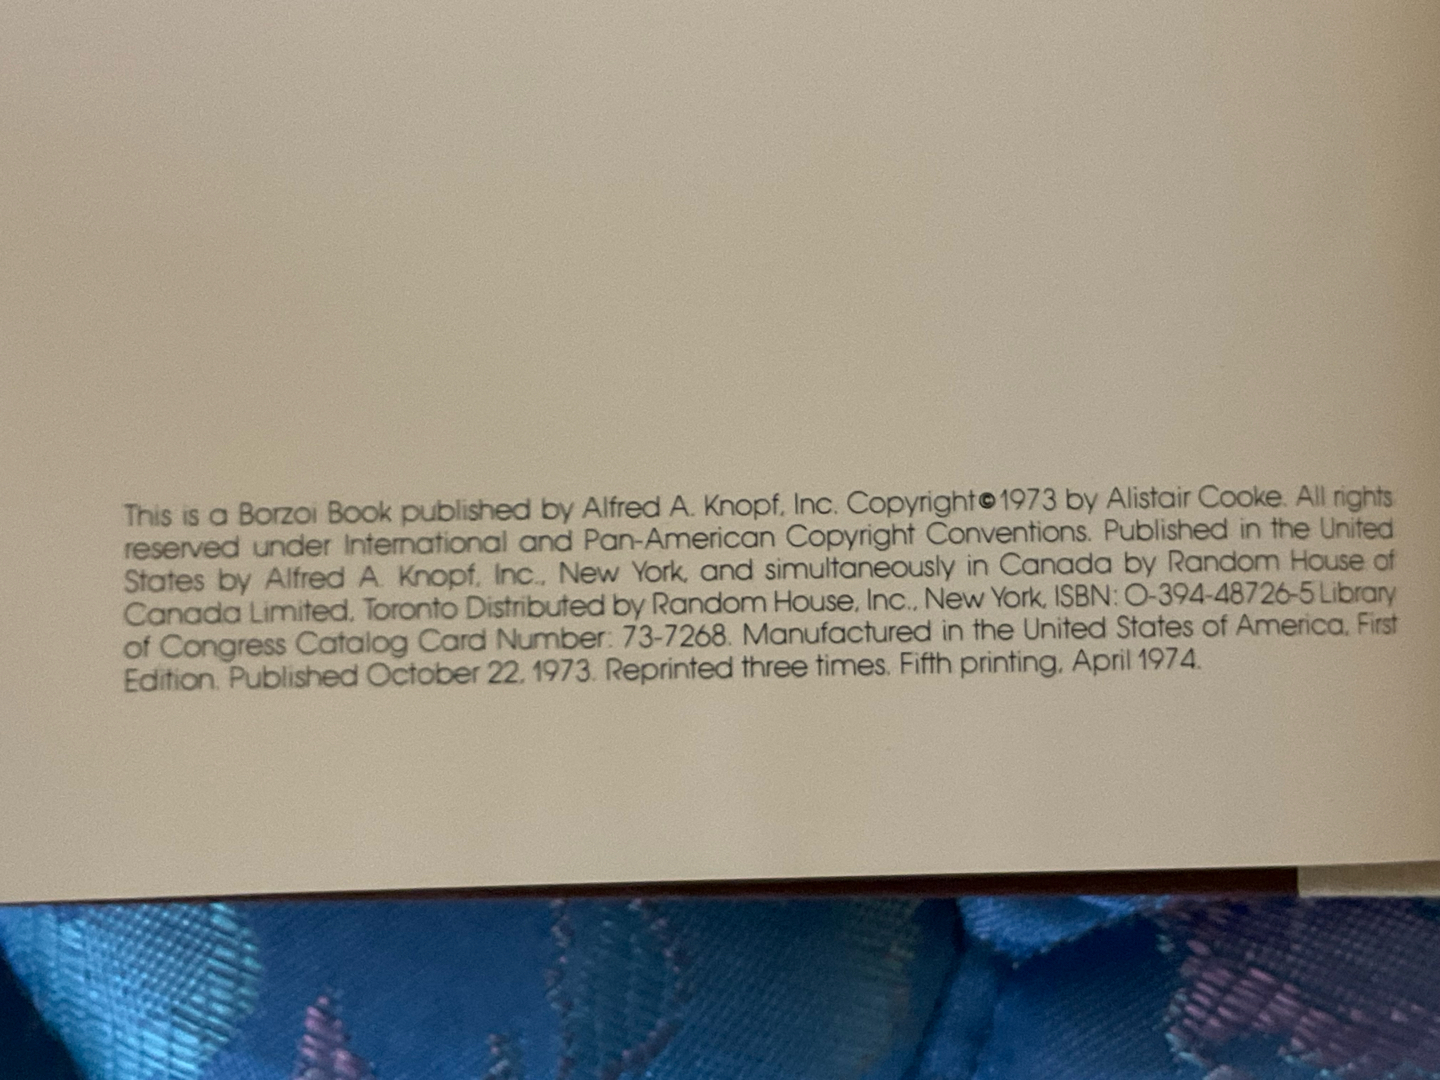 This is a Borzoi Book published by Alfred A. Knopf, Inc. Copyright © 1973 by Alistair Cooke. All rights
reserved under International and Pan-American Copyright Conventions. Published in the United
States by Alfred A. Knopf, Inc., New York, and simultaneously in Canada by Random House of
Canada Limited, Toronto Distributed by Random House, Inc., New York, ISBN: 0-394-48726-5 Library
of Congress Catalog Card Number: 73-7268. Manufactured in the United States of America, First
Edition. Published October 22, 1973. Reprinted three times. Fifth printing, April 1974.